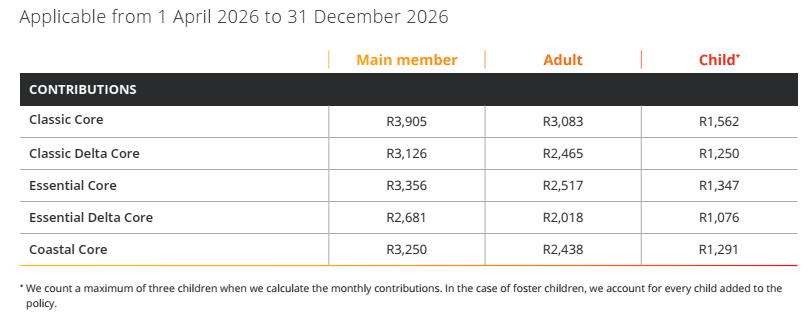 Applicable from 1 April 2026 to 31 December 2026
Main member Adult Child*
CONTRIBUTIONS
Classic Core R3,905 R3,083 R1,562
Classic Delta Core R3,126 R2,465 R1,250
Essential Core R3,356 R2,517 R1,347
Essential Delta Core R2,681 R2,018 R1,076
Coastal Core R3,250 R2,438 R1,291
* We count a maximum of three children when we calculate the monthly contributions. In the case of foster children, we account for every child added to the
policy.